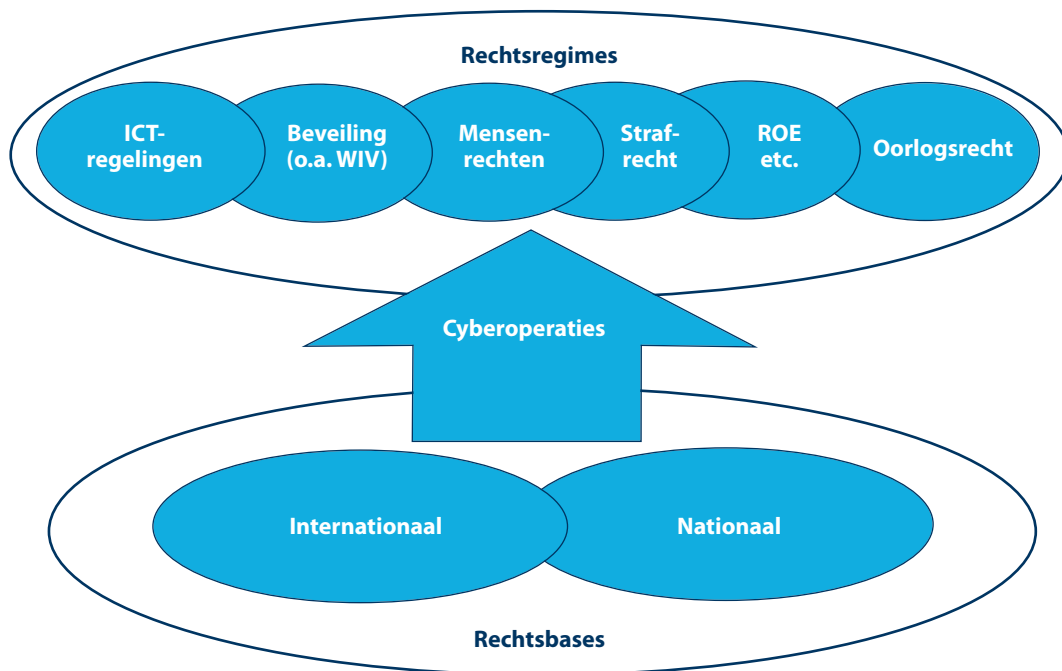 Rechtsregimes
ICT-
regelingen
Beveiling
(o.a. WIV)
Mensen-
rechten
Straf-
recht
ROE
etc.
Oorlogsrecht
Cyberoperaties
Internationaal
Nationaal
Rechtsbases